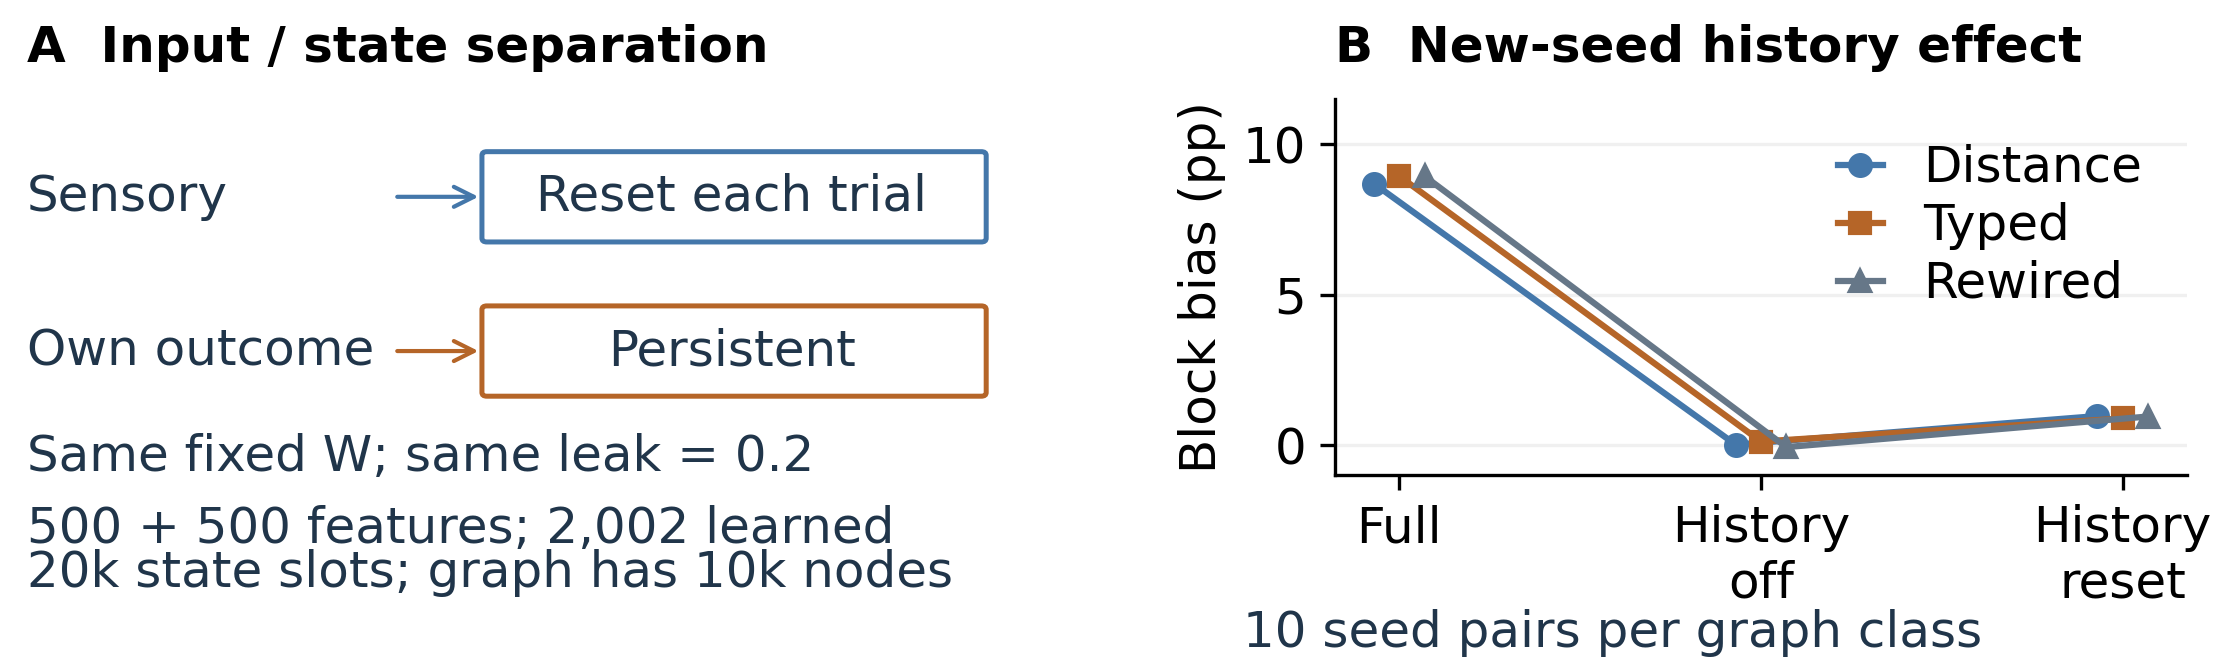 A Input / state separation
Sensory
Reset each trial
Own outcome
Persistent
Same fixed W; same leak = 0.2
500 + 500 features; 2,002 learned
20k state slots; graph has 10k nodes
B New-seed history effect
Block bias (pp)
10
5
0
Distance
Typed
Rewired
Full
History
off
History
reset
10 seed pairs per graph class